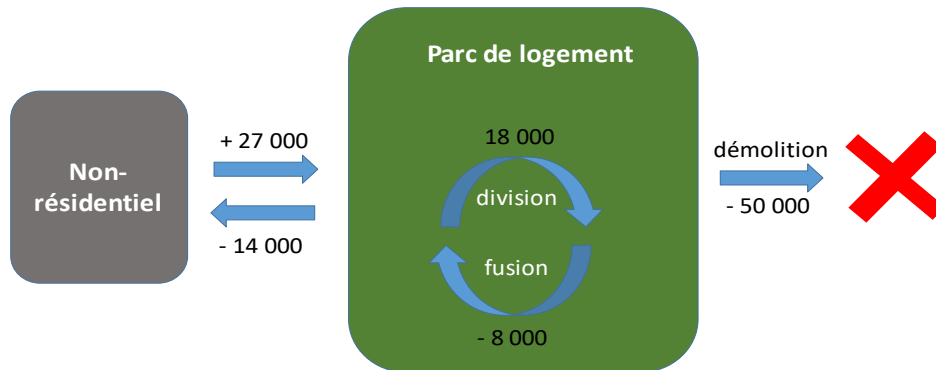 Parc de logement
+ 27 000
18 000
démolition
Non-
résidentiel
division
- 50 000
- 14 000
fusion
- 8 000